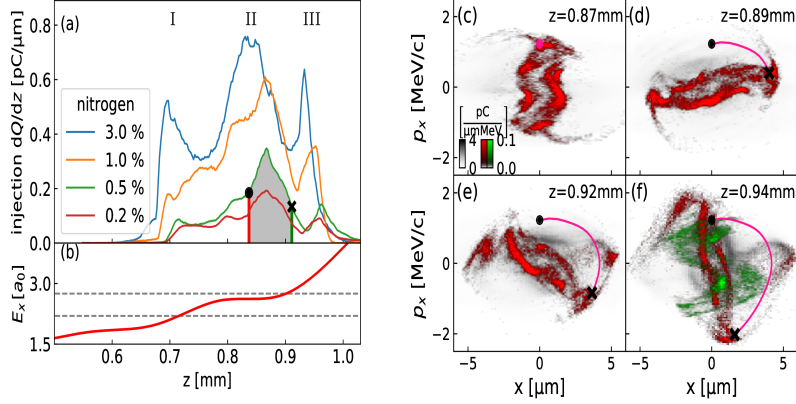 (a)
I II III
injection dQ/dz [pC/µm]
0.8
0.6
0.4
0.2
0.0
nitrogen
3.0 %
1.0 %
0.5 %
0.2 %
(b)
E_x [a_0]
3.0
1.5
0.6 0.7 0.8 0.9 1.0
z [mm]
(c) z=0.87mm
p_x [MeV/c]
2
0
−2
[pC/µmMeV]
4 0.1
0 0.0
(d) z=0.89mm
(e) z=0.92mm
p_x [MeV/c]
2
0
−2
−5 0 5
x [µm]
(f) z=0.94mm
−5 0 5
x [µm]